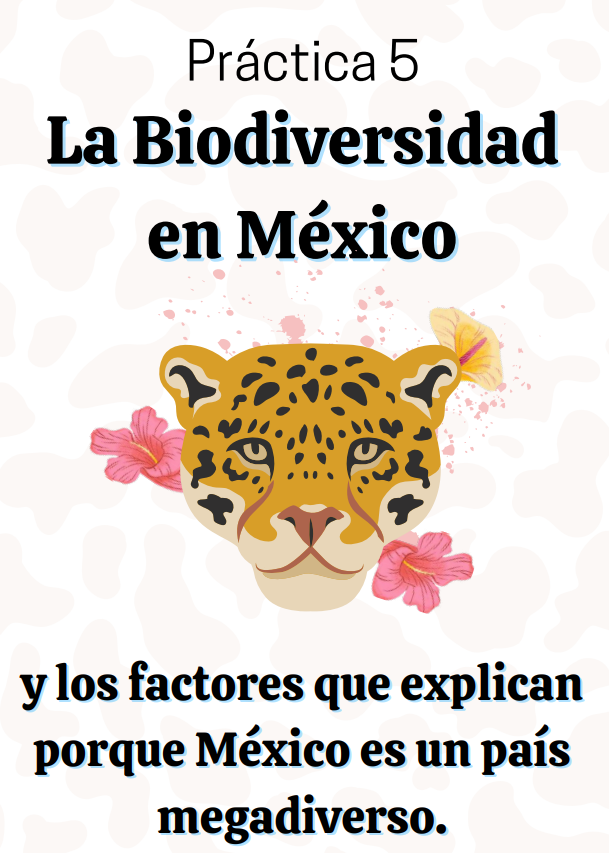 Práctica 5
La Biodiversidad
en México
y los factores que explican
porque México es un país
megadiverso.